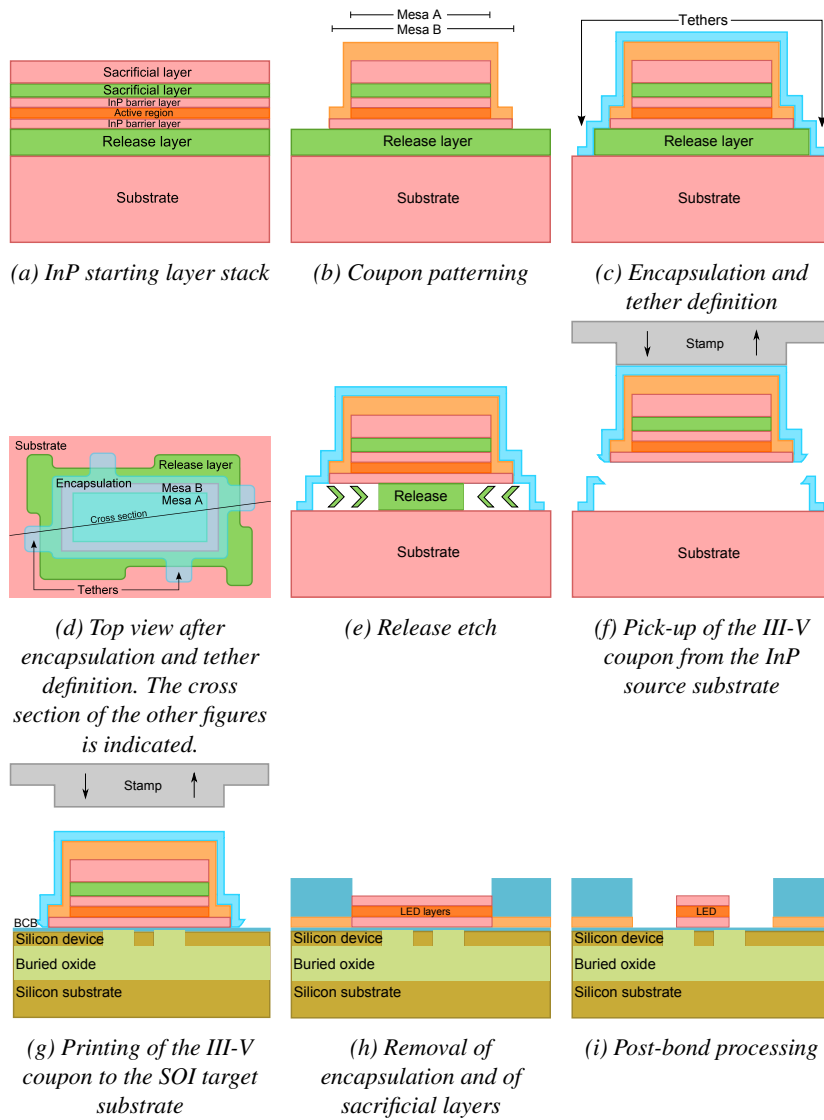 Sacrificial layer
Sacrificial layer
InP barrier layer
Active region
InP barrier layer
Release layer
Substrate
(a) InP starting layer stack
Mesa A
Mesa B
Release layer
Substrate
(b) Coupon patterning
Tethers
Release layer
Substrate
(c) Encapsulation and
tether definition
Substrate
Release layer
Encapsulation
Mesa B
Mesa A
Cross section
Tethers
(d) Top view after
encapsulation and tether
definition. The cross
section of the other figures
is indicated.
Release
Substrate
(e) Release etch
Stamp
Substrate
(f) Pick-up of the III-V
coupon from the InP
source substrate
Stamp
BCB
Silicon device
Buried oxide
Silicon substrate
(g) Printing of the III-V
coupon to the SOI target
substrate
LED layers
Silicon device
Buried oxide
Silicon substrate
(h) Removal of
encapsulation and of
sacrificial layers
LED
Silicon device
Buried oxide
Silicon substrate
(i) Post-bond processing